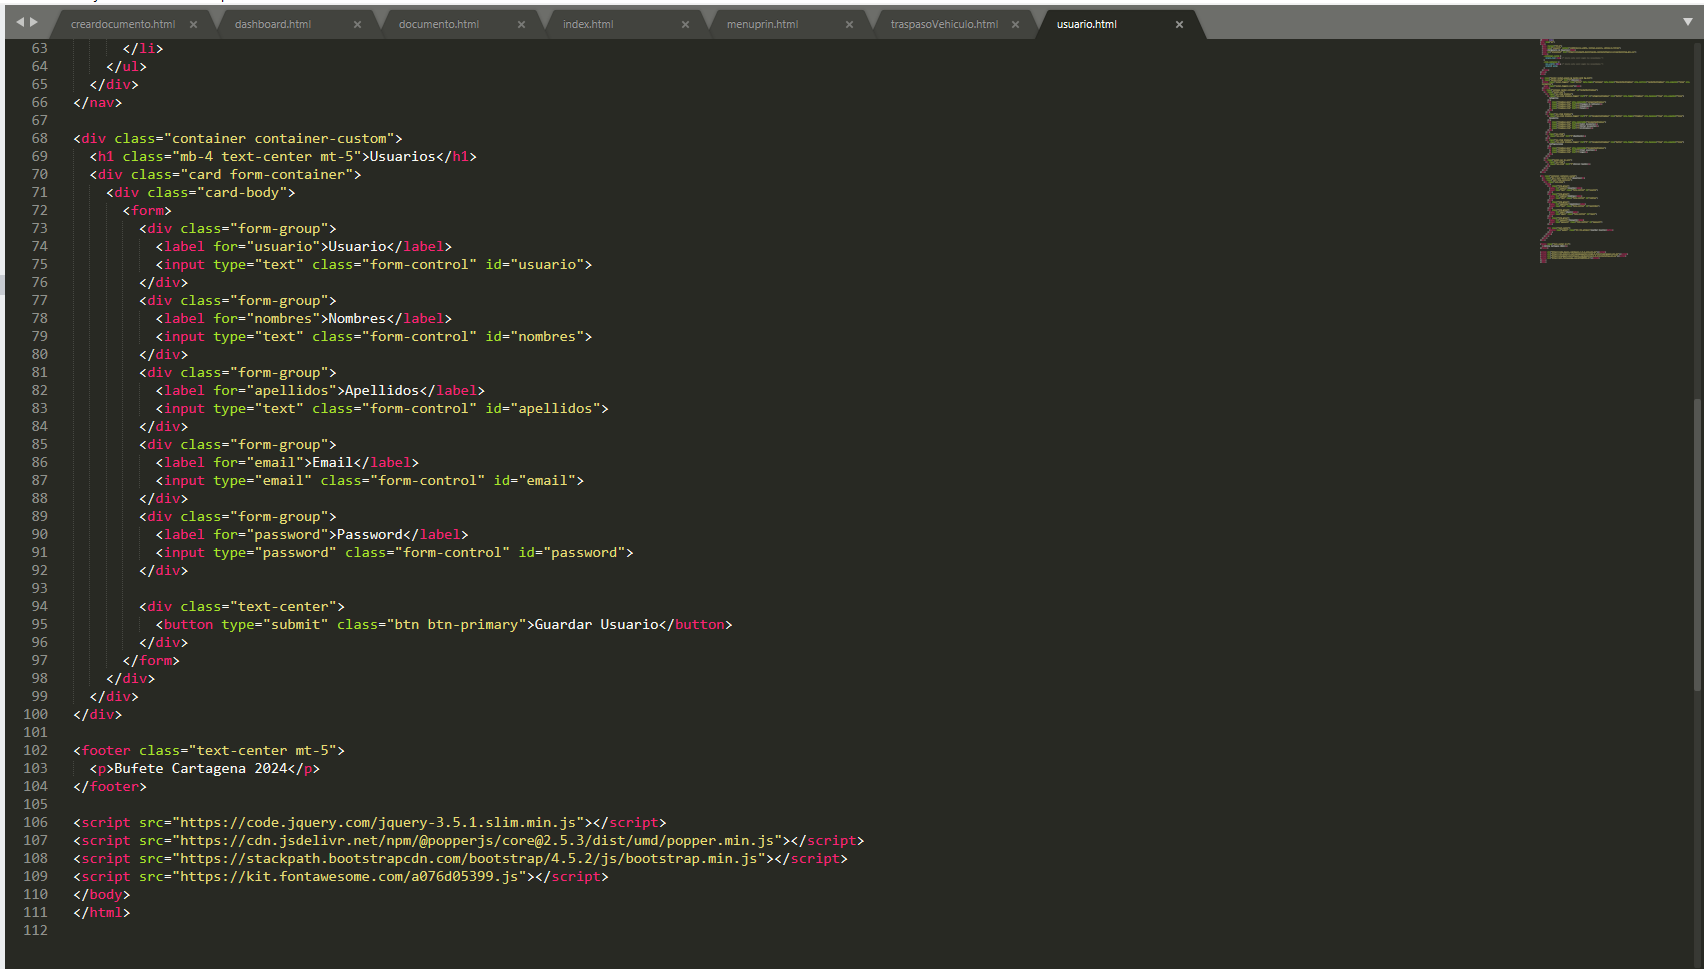 creardocumento.html × dashboard.html × documento.html × index.html × menuprin.html × traspasoVehiculo.html × usuario.html ×
63 </li>
64 </ul>
65 </div>
66 </nav>
67
68 <div class="container container-custom">
69 <h1 class="mb-4 text-center mt-5">Usuarios</h1>
70 <div class="card form-container">
71 <div class="card-body">
72 <form>
73 <div class="form-group">
74 <label for="usuario">Usuario</label>
75 <input type="text" class="form-control" id="usuario">
76 </div>
77 <div class="form-group">
78 <label for="nombres">Nombres</label>
79 <input type="text" class="form-control" id="nombres">
80 </div>
81 <div class="form-group">
82 <label for="apellidos">Apellidos</label>
83 <input type="text" class="form-control" id="apellidos">
84 </div>
85 <div class="form-group">
86 <label for="email">Email</label>
87 <input type="email" class="form-control" id="email">
88 </div>
89 <div class="form-group">
90 <label for="password">Password</label>
91 <input type="password" class="form-control" id="password">
92 </div>
93
94 <div class="text-center">
95 <button type="submit" class="btn btn-primary">Guardar Usuario</button>
96 </div>
97 </form>
98 </div>
99 </div>
100 </div>
101
102 <footer class="text-center mt-5">
103 <p>Bufete Cartagena 2024</p>
104 </footer>
105
106 <script src="https://code.jquery.com/jquery-3.5.1.slim.min.js"></script>
107 <script src="https://cdn.jsdelivr.net/npm/@popperjs/core@2.5.3/dist/umd/popper.min.js"></script>
108 <script src="https://stackpath.bootstrapcdn.com/bootstrap/4.5.2/js/bootstrap.min.js"></script>
109 <script src="https://kit.fontawesome.com/a076d05399.js"></script>
110 </body>
111 </html>
112